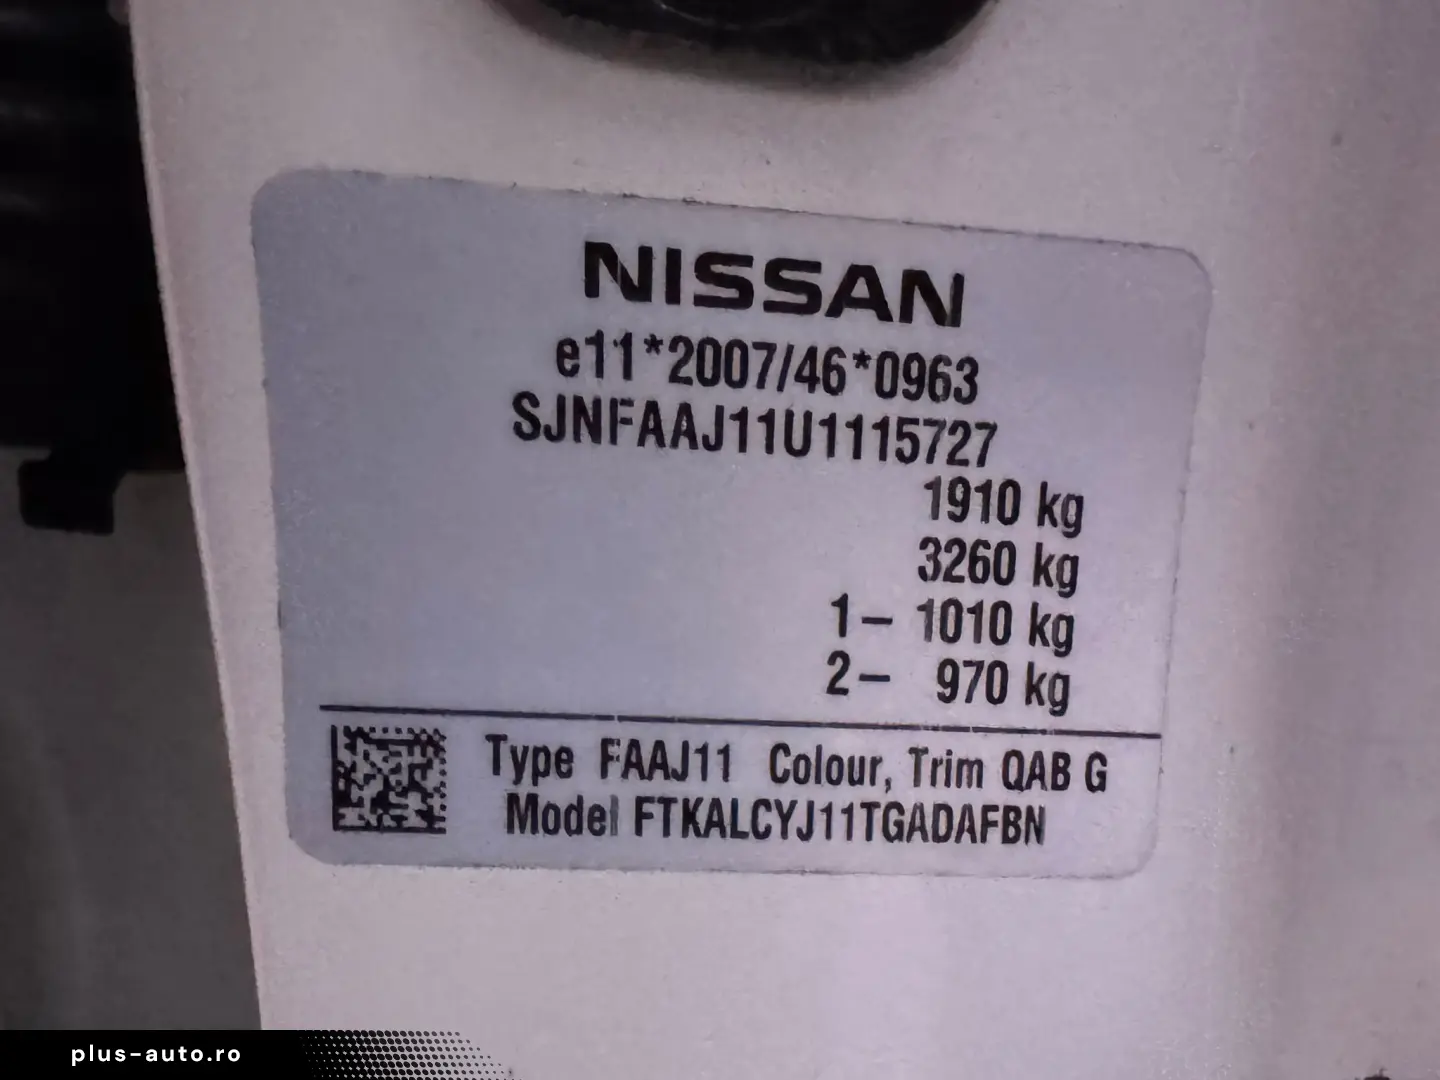 NISSAN
e11*2007/46*0963
SJNFAAJ11U1115727
1910 kg
3260 kg
1– 1010 kg
2– 970 kg
Type FAAJ11 Colour, Trim QAB G
Model FTKALCYJ11TGADAFBN
plus-auto.ro